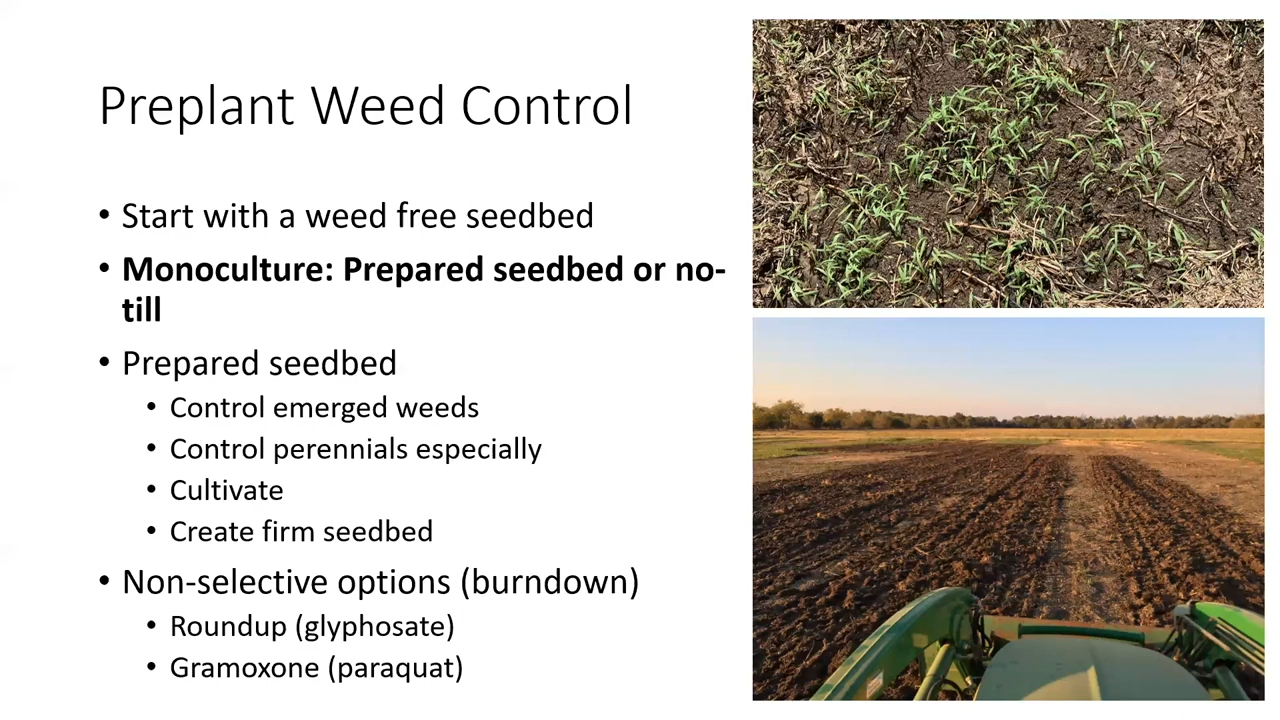 Preplant Weed Control
• Start with a weed free seedbed
• Monoculture: Prepared seedbed or no-
till
• Prepared seedbed
• Control emerged weeds
• Control perennials especially
• Cultivate
• Create firm seedbed
• Non-selective options (burndown)
• Roundup (glyphosate)
• Gramoxone (paraquat)